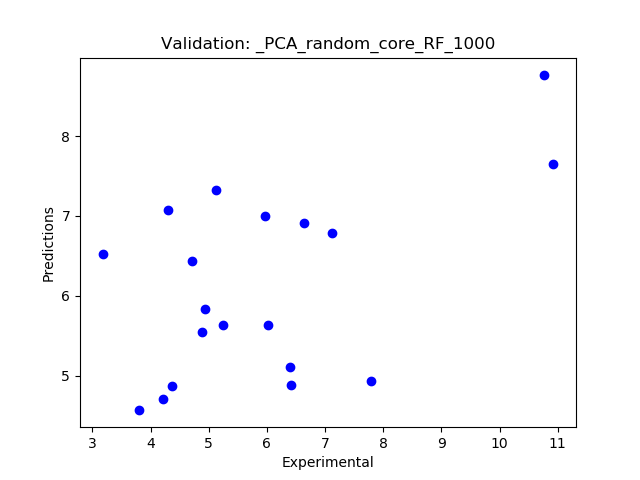 Validation: _PCA_random_core_RF_1000
8
7
6
5
Predictions
3 4 5 6 7 8 9 10 11
Experimental